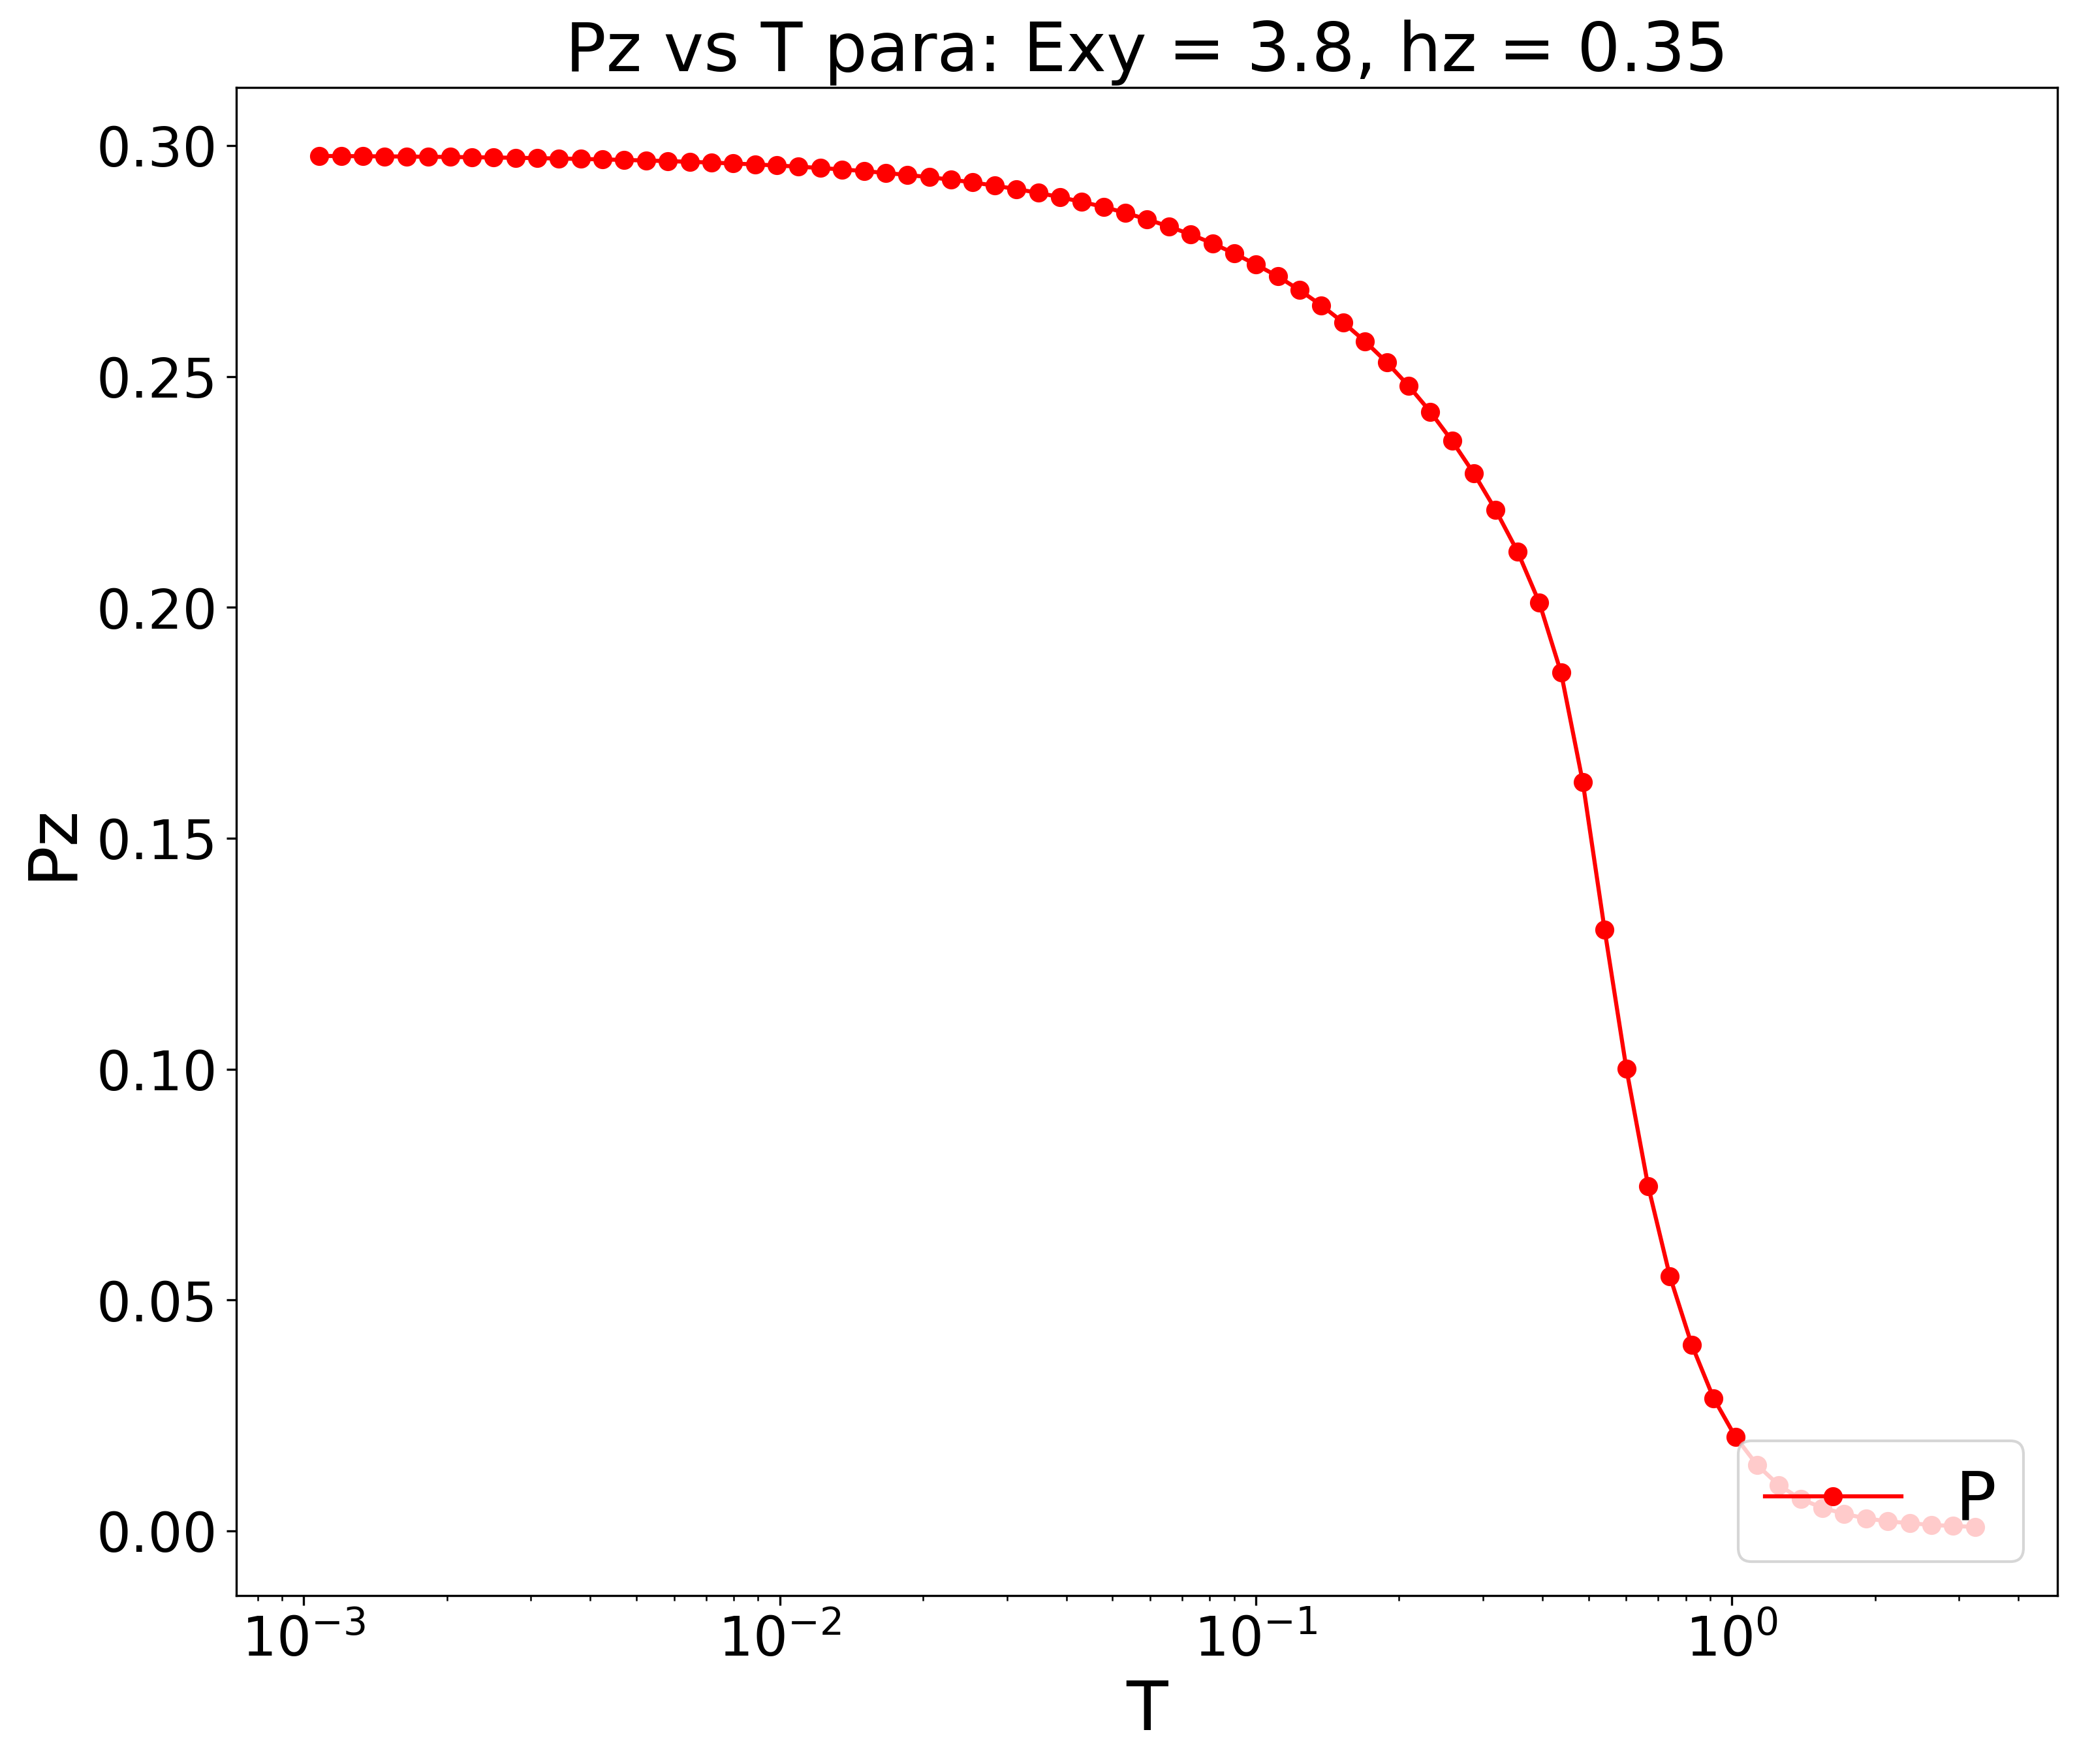 Pz vs T para: Exy = 3.8, hz = 0.35
0.30
0.25
0.20
0.15
0.10
0.05
0.00
Pz
P
10⁻³ 10⁻² 10⁻¹ 10⁰
T